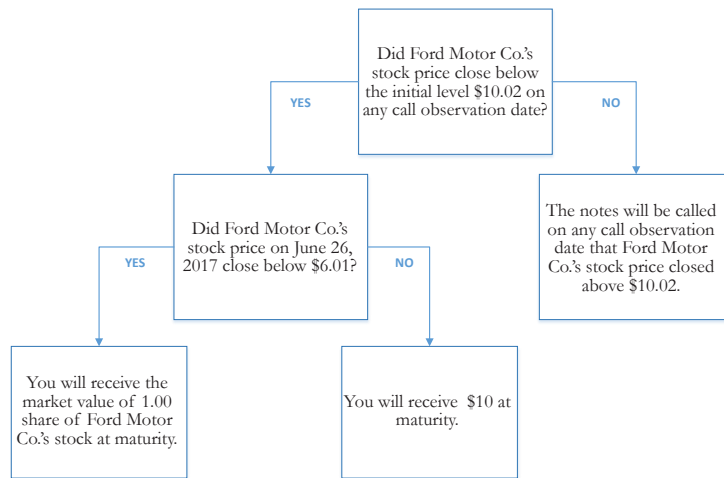 Did Ford Motor Co.'s
stock price close below
the initial level $10.02 on
any call observation date?
YES
NO
Did Ford Motor Co.'s
stock price on June 26,
2017 close below $6.01?
The notes will be called
on any call observation
date that Ford Motor
Co.'s stock price closed
above $10.02.
YES
NO
You will receive the
market value of 1.00
share of Ford Motor
Co.'s stock at maturity.
You will receive $10 at
maturity.